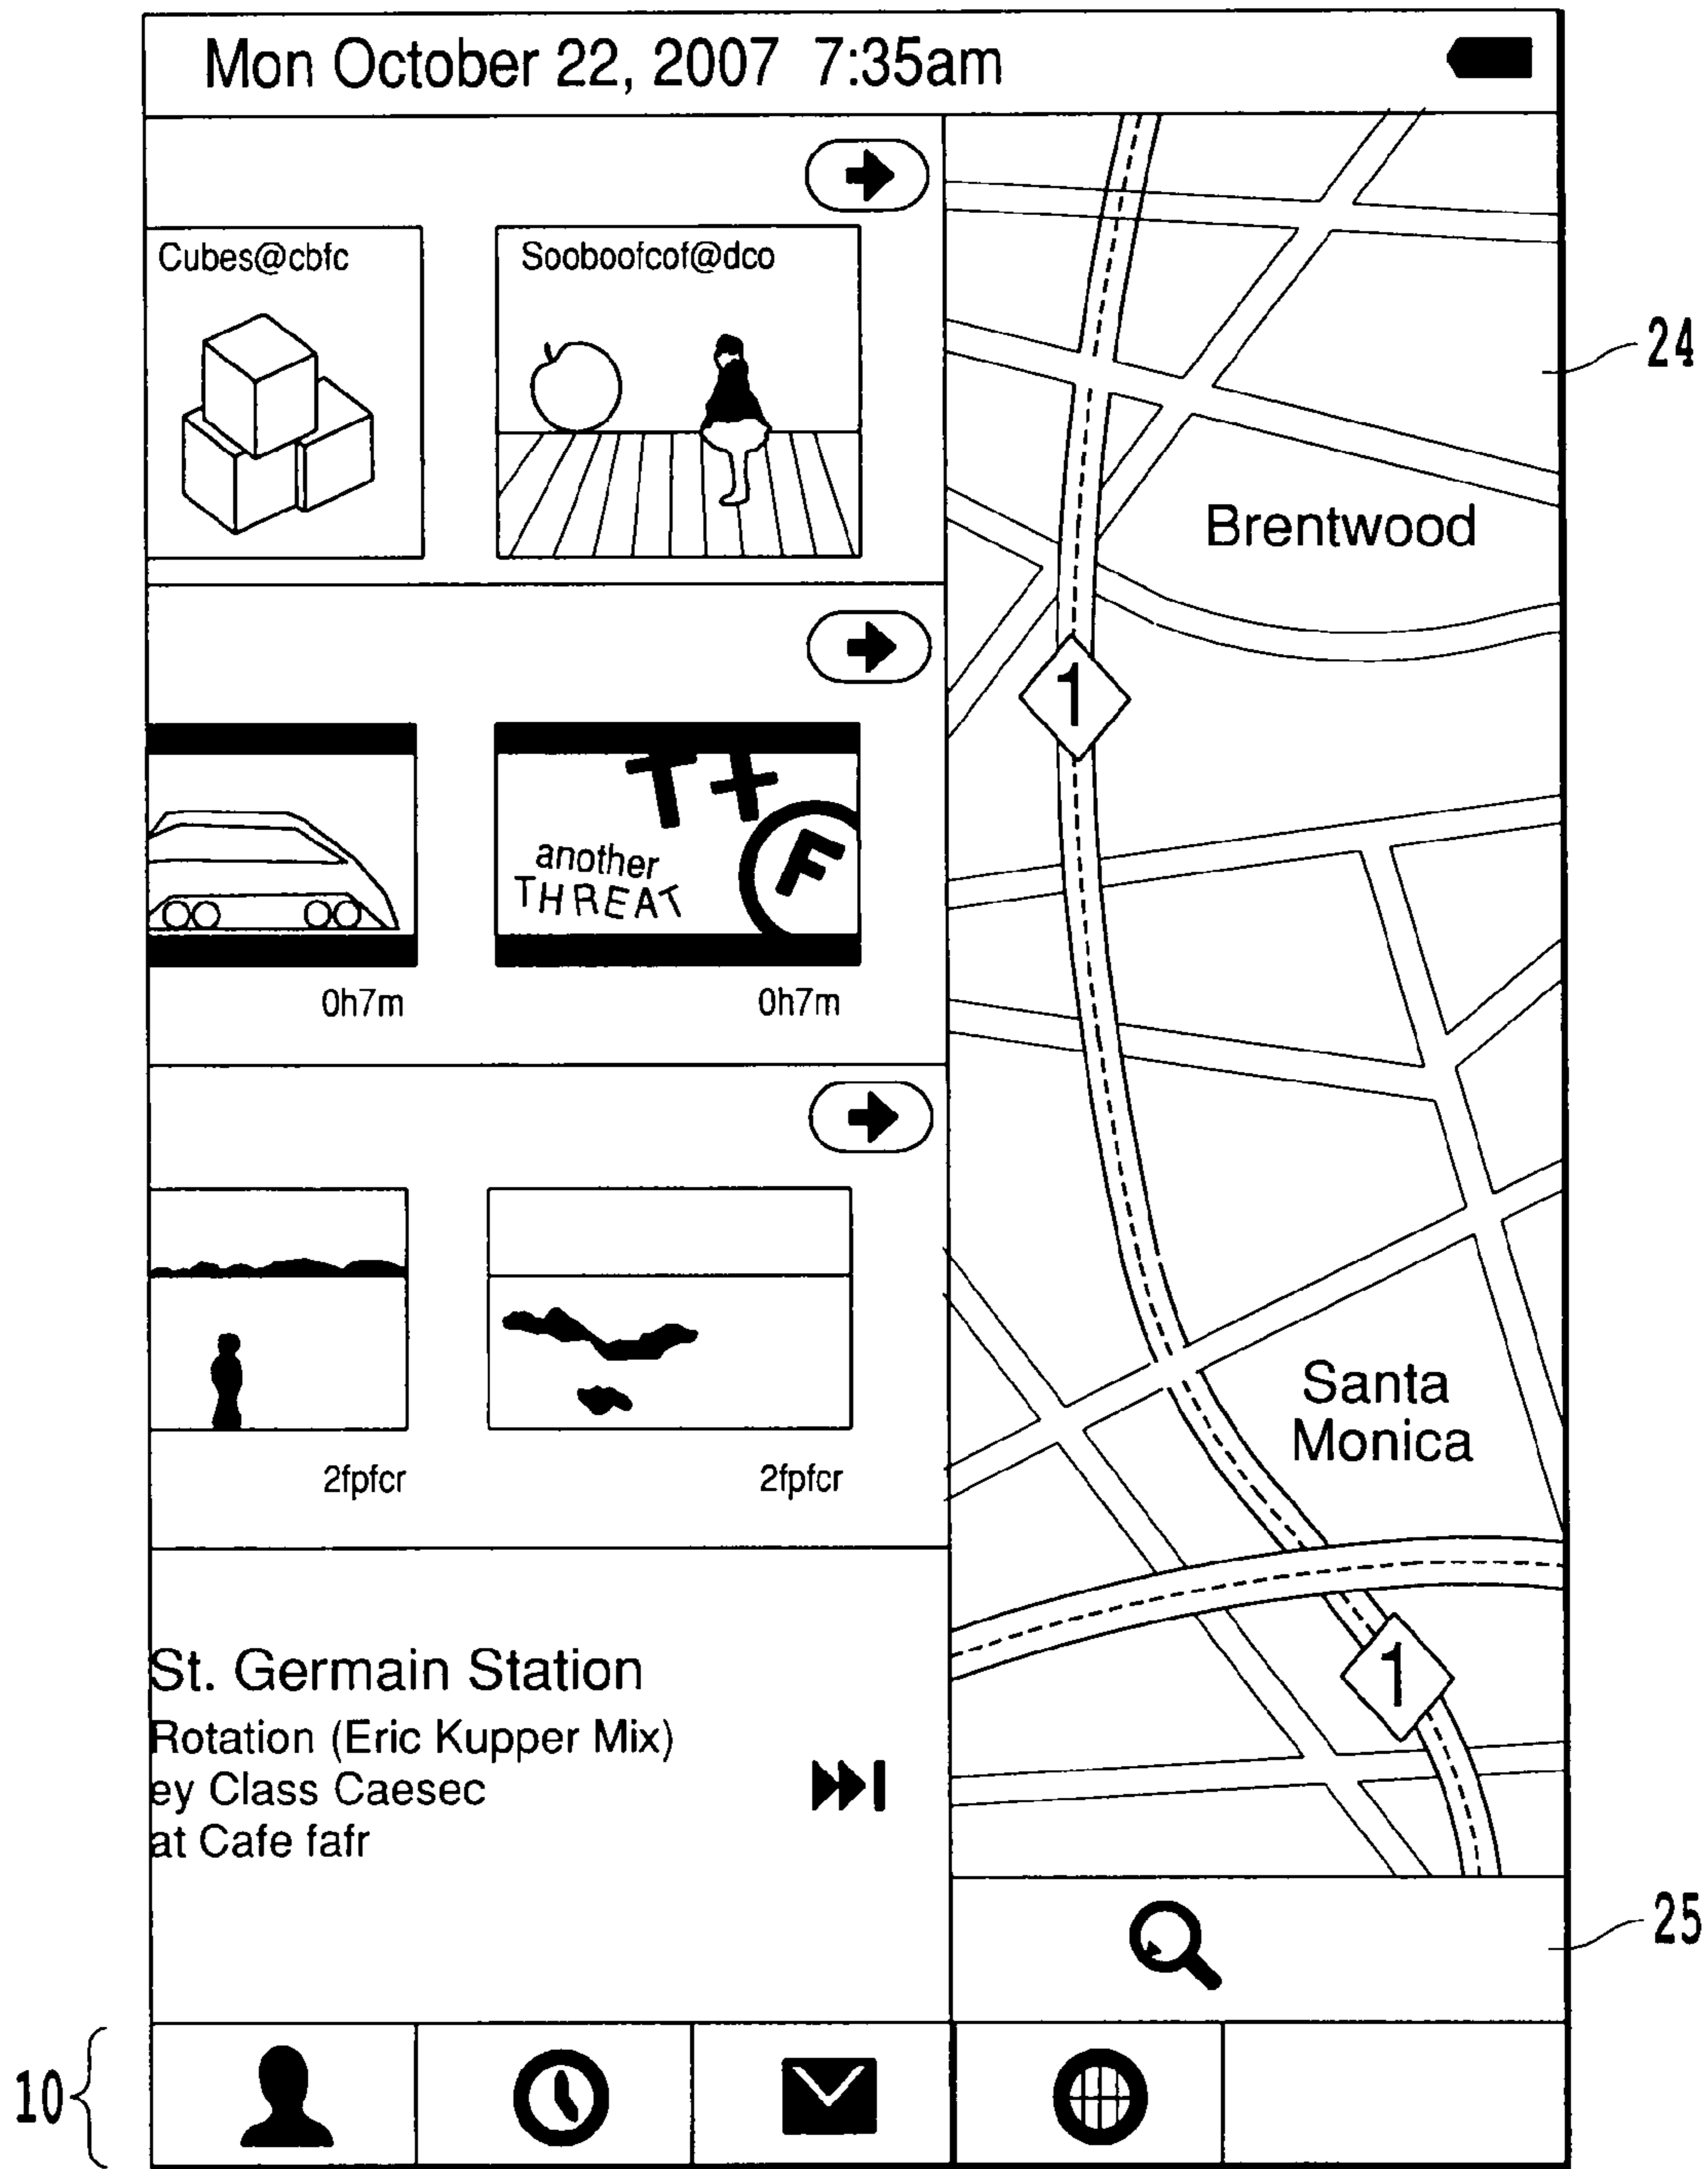 Mon October 22, 2007 7:35am
Cubes@cbfc
Sooboofcof@dco
T+
F
another
THREAT
0h7m
0h7m
2fpfcr
2fpfcr
St. Germain Station
Rotation (Eric Kupper Mix)
ey Class Caesec
at Cafe fafr
Brentwood
1
Santa
Monica
1
24
25
10